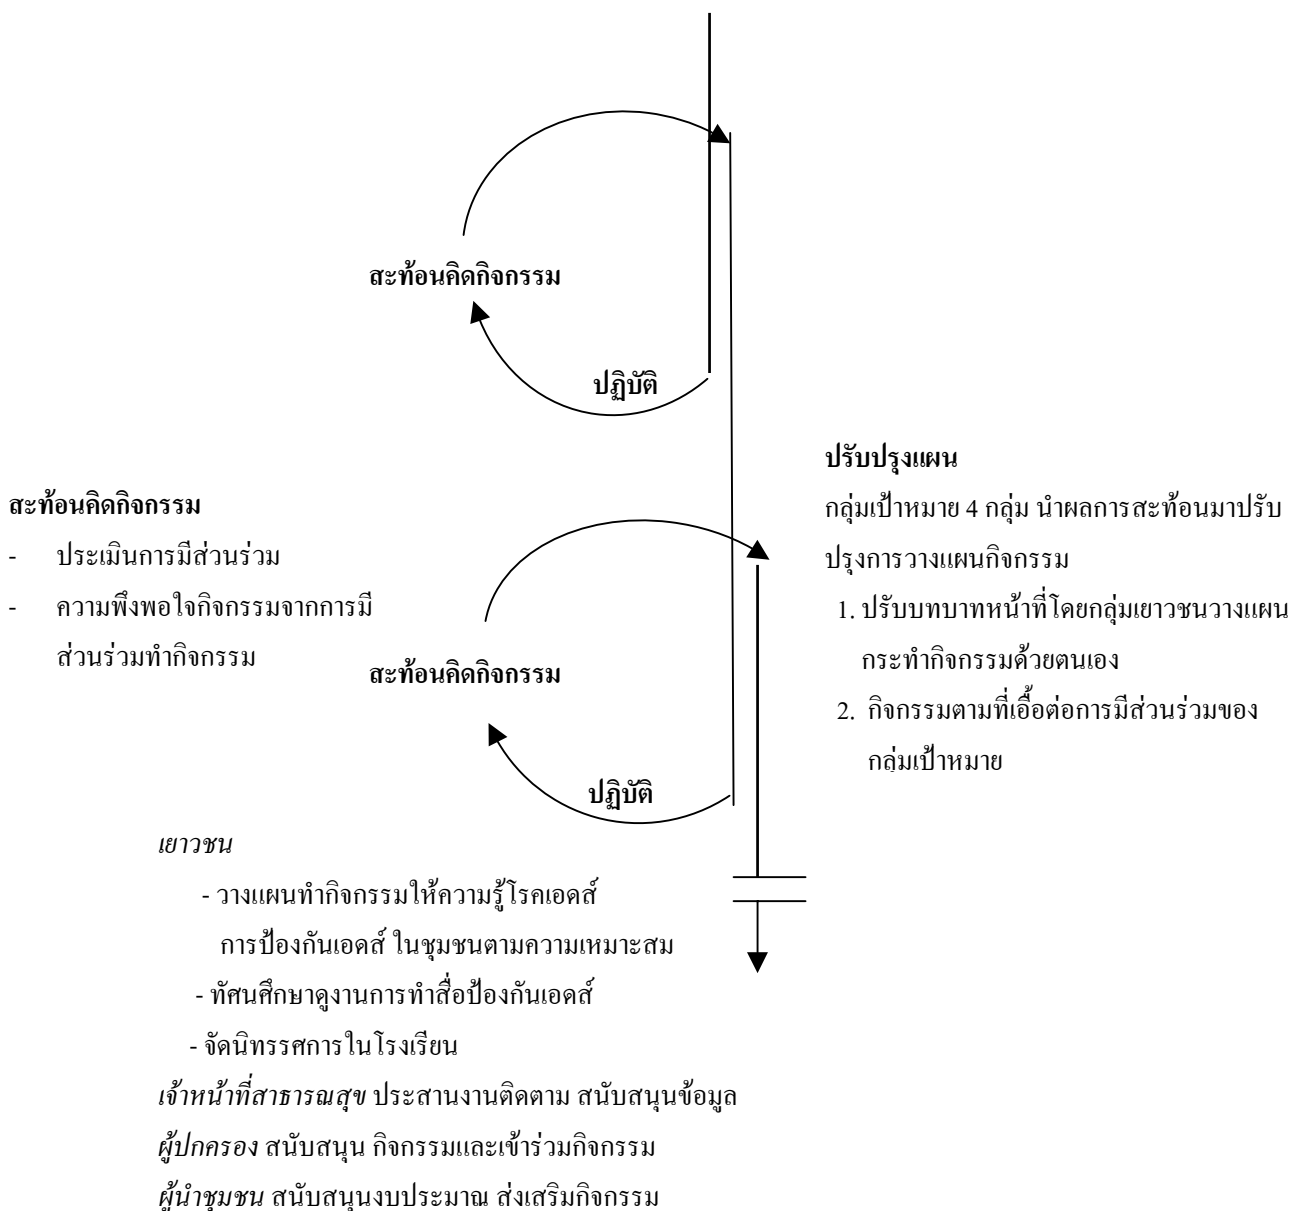 สะท้อนคิดกิจกรรม
ปฏิบัติ
สะท้อนคิดกิจกรรม
- ประเมินการมีส่วนร่วม
- ความพึงพอใจกิจกรรมจากการมี
ส่วนร่วมทำกิจกรรม
สะท้อนคิดกิจกรรม
ปฏิบัติ
ปรับปรุงแผน
กลุ่มเป้าหมาย 4 กลุ่ม นำผลการสะท้อนมาปรับ
ปรุงการวางแผนกิจกรรม
1. ปรับบทบาทหน้าที่โดยกลุ่มเยาวชนวางแผน
กระทำกิจกรรมด้วยตนเอง
2. กิจกรรมตามที่เอื้อต่อการมีส่วนร่วมของ
กลุ่มเป้าหมาย
เยาวชน
- วางแผนทำกิจกรรมให้ความรู้โรคเอดส์
การป้องกันเอดส์ ในชุมชนตามความเหมาะสม
- ทัศนศึกษาดูงานการทำสื่อป้องกันเอดส์
- จัดนิทรรศการในโรงเรียน
เจ้าหน้าที่สาธารณสุข ประสานงานติดตาม สนับสนุนข้อมูล
ผู้ปกครอง สนับสนุน กิจกรรมและเข้าร่วมกิจกรรม
ผู้นำชุมชน สนับสนุนงบประมาณ ส่งเสริมกิจกรรม